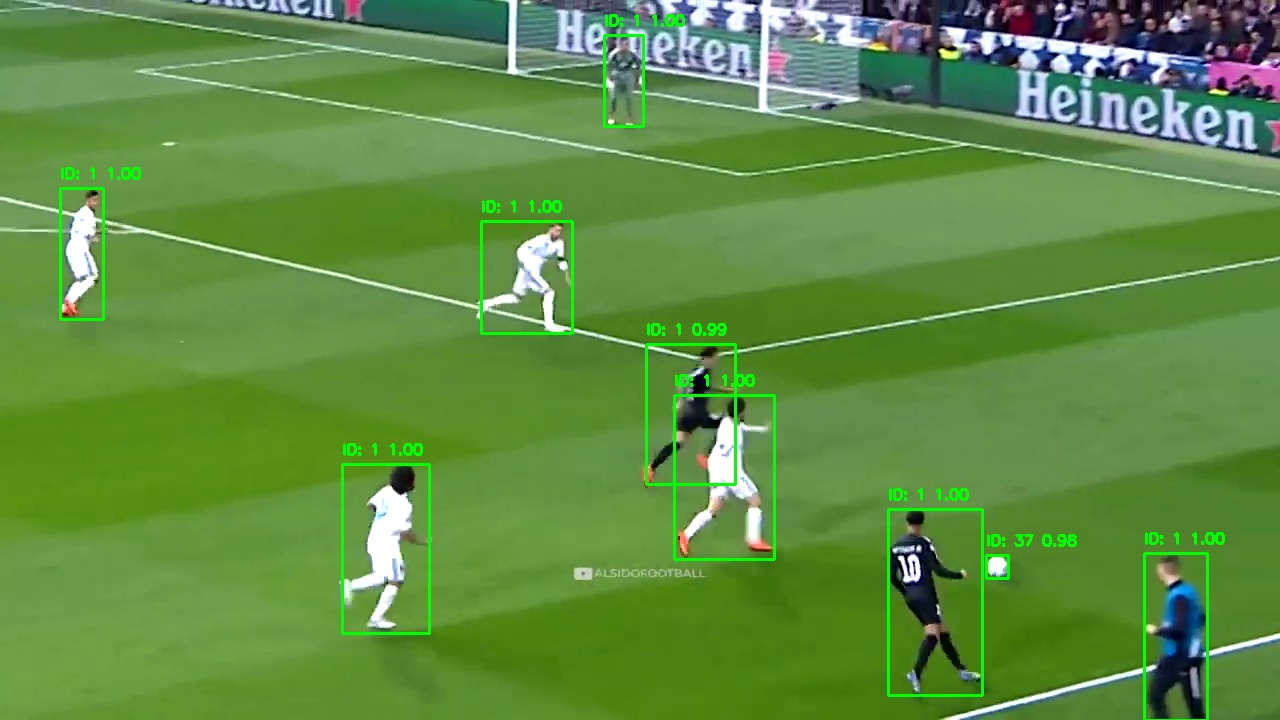 Heineken
ID: 1 1.00
Heineken
Heineken
ID: 1 1.00
ID: 1 1.00
ID: 1 0.99
ID: 1 1.00
ID: 1 1.00
ID: 1 1.00
10
ID: 37 0.98
ID: 1 1.00
ALSIDOFOOTBALL